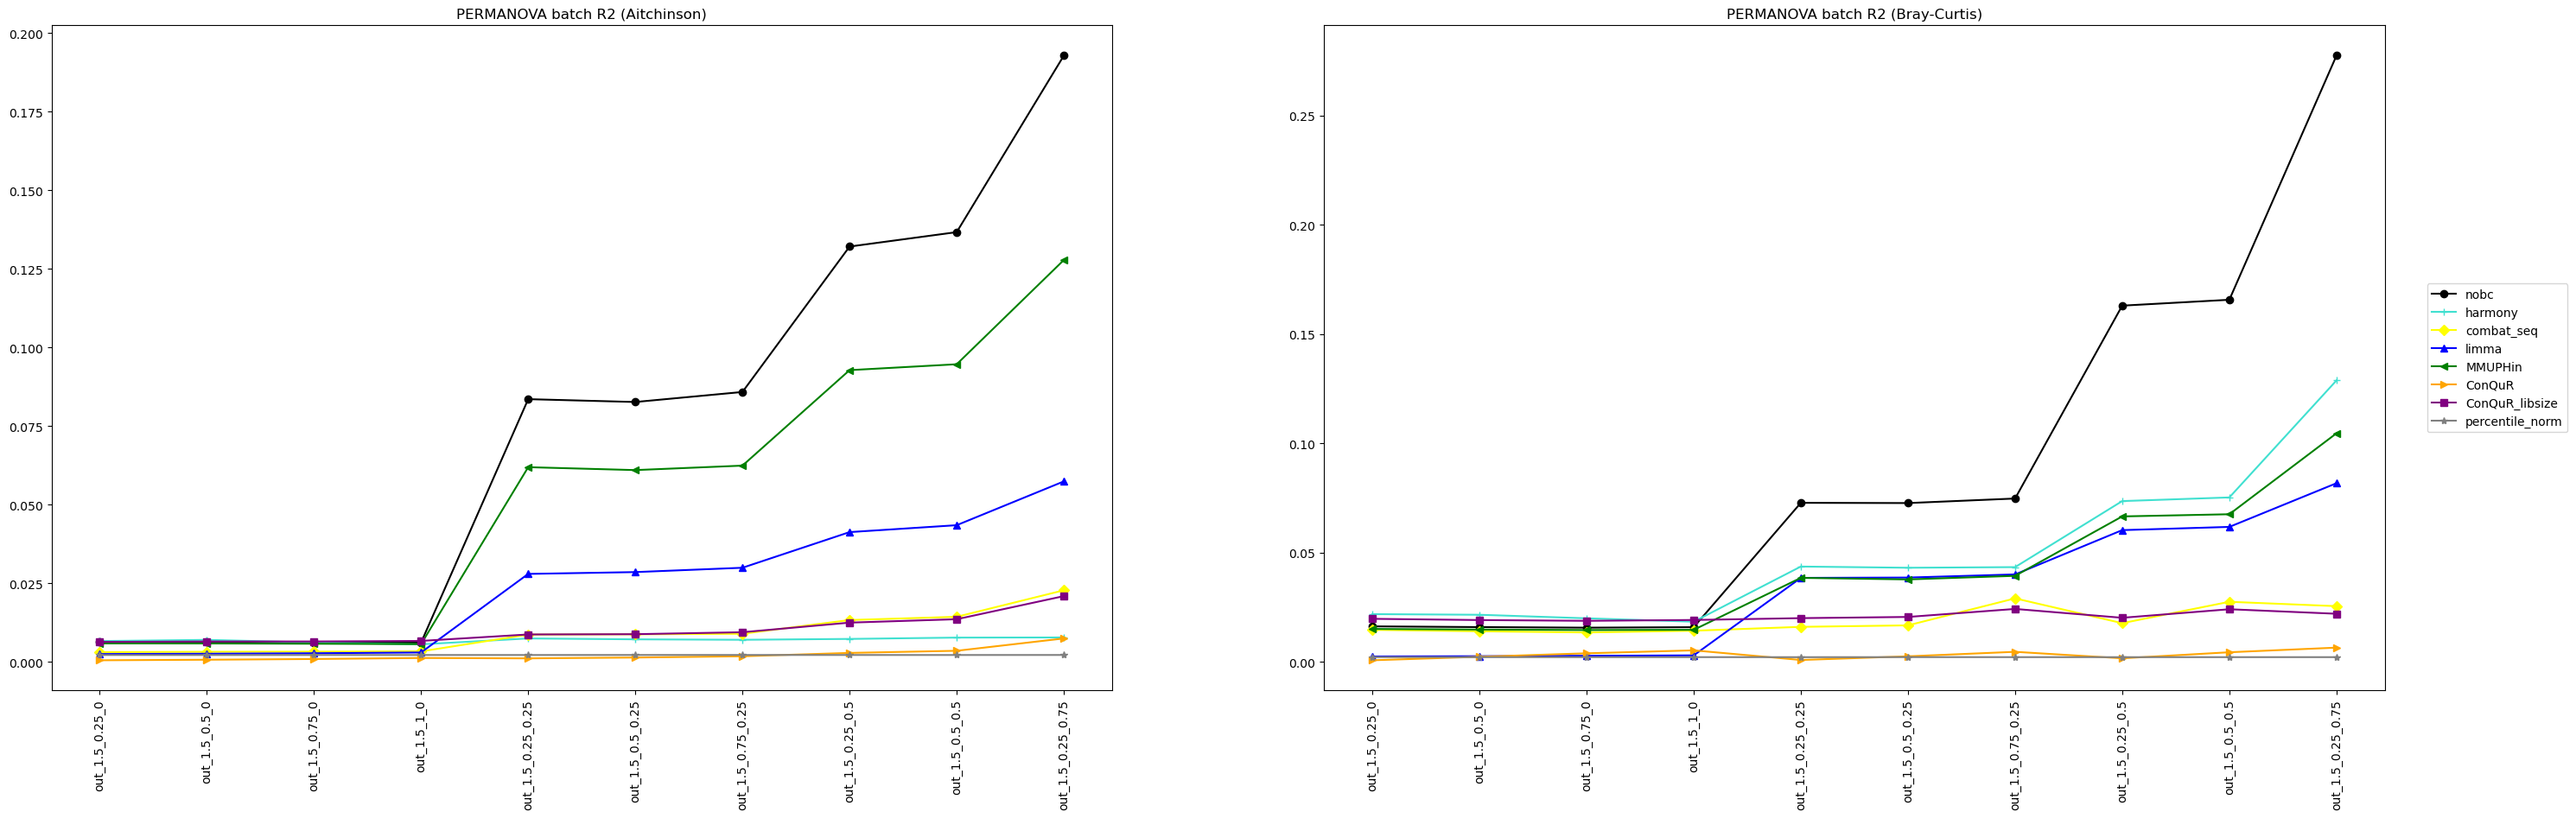 PERMANOVA batch R2 (Aitchinson)
0.200
0.175
0.150
0.125
0.100
0.075
0.050
0.025
0.000
out_1.5_0.25_0
out_1.5_0.5_0
out_1.5_0.75_0
out_1.5_1_0
out_1.5_0.25_0.25
out_1.5_0.5_0.25
out_1.5_0.75_0.25
out_1.5_0.25_0.5
out_1.5_0.5_0.5
out_1.5_0.25_0.75
PERMANOVA batch R2 (Bray-Curtis)
0.25
0.20
0.15
0.10
0.05
0.00
out_1.5_0.25_0
out_1.5_0.5_0
out_1.5_0.75_0
out_1.5_1_0
out_1.5_0.25_0.25
out_1.5_0.5_0.25
out_1.5_0.75_0.25
out_1.5_0.25_0.5
out_1.5_0.5_0.5
out_1.5_0.25_0.75
nobc
harmony
combat_seq
limma
MMUPHin
ConQuR
ConQuR_libsize
percentile_norm